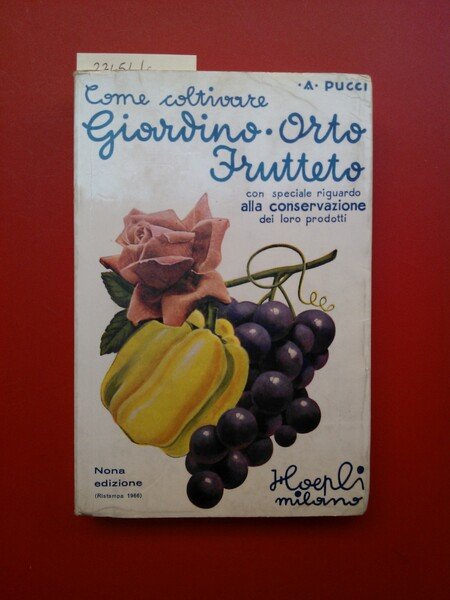 ·A· PUCCI
Come coltivare
Giardino·Orto
Frutteto
con speciale riguardo
alla conservazione
dei loro prodotti
Nona
edizione
(Ristampa 1966)
Hoepli
milano